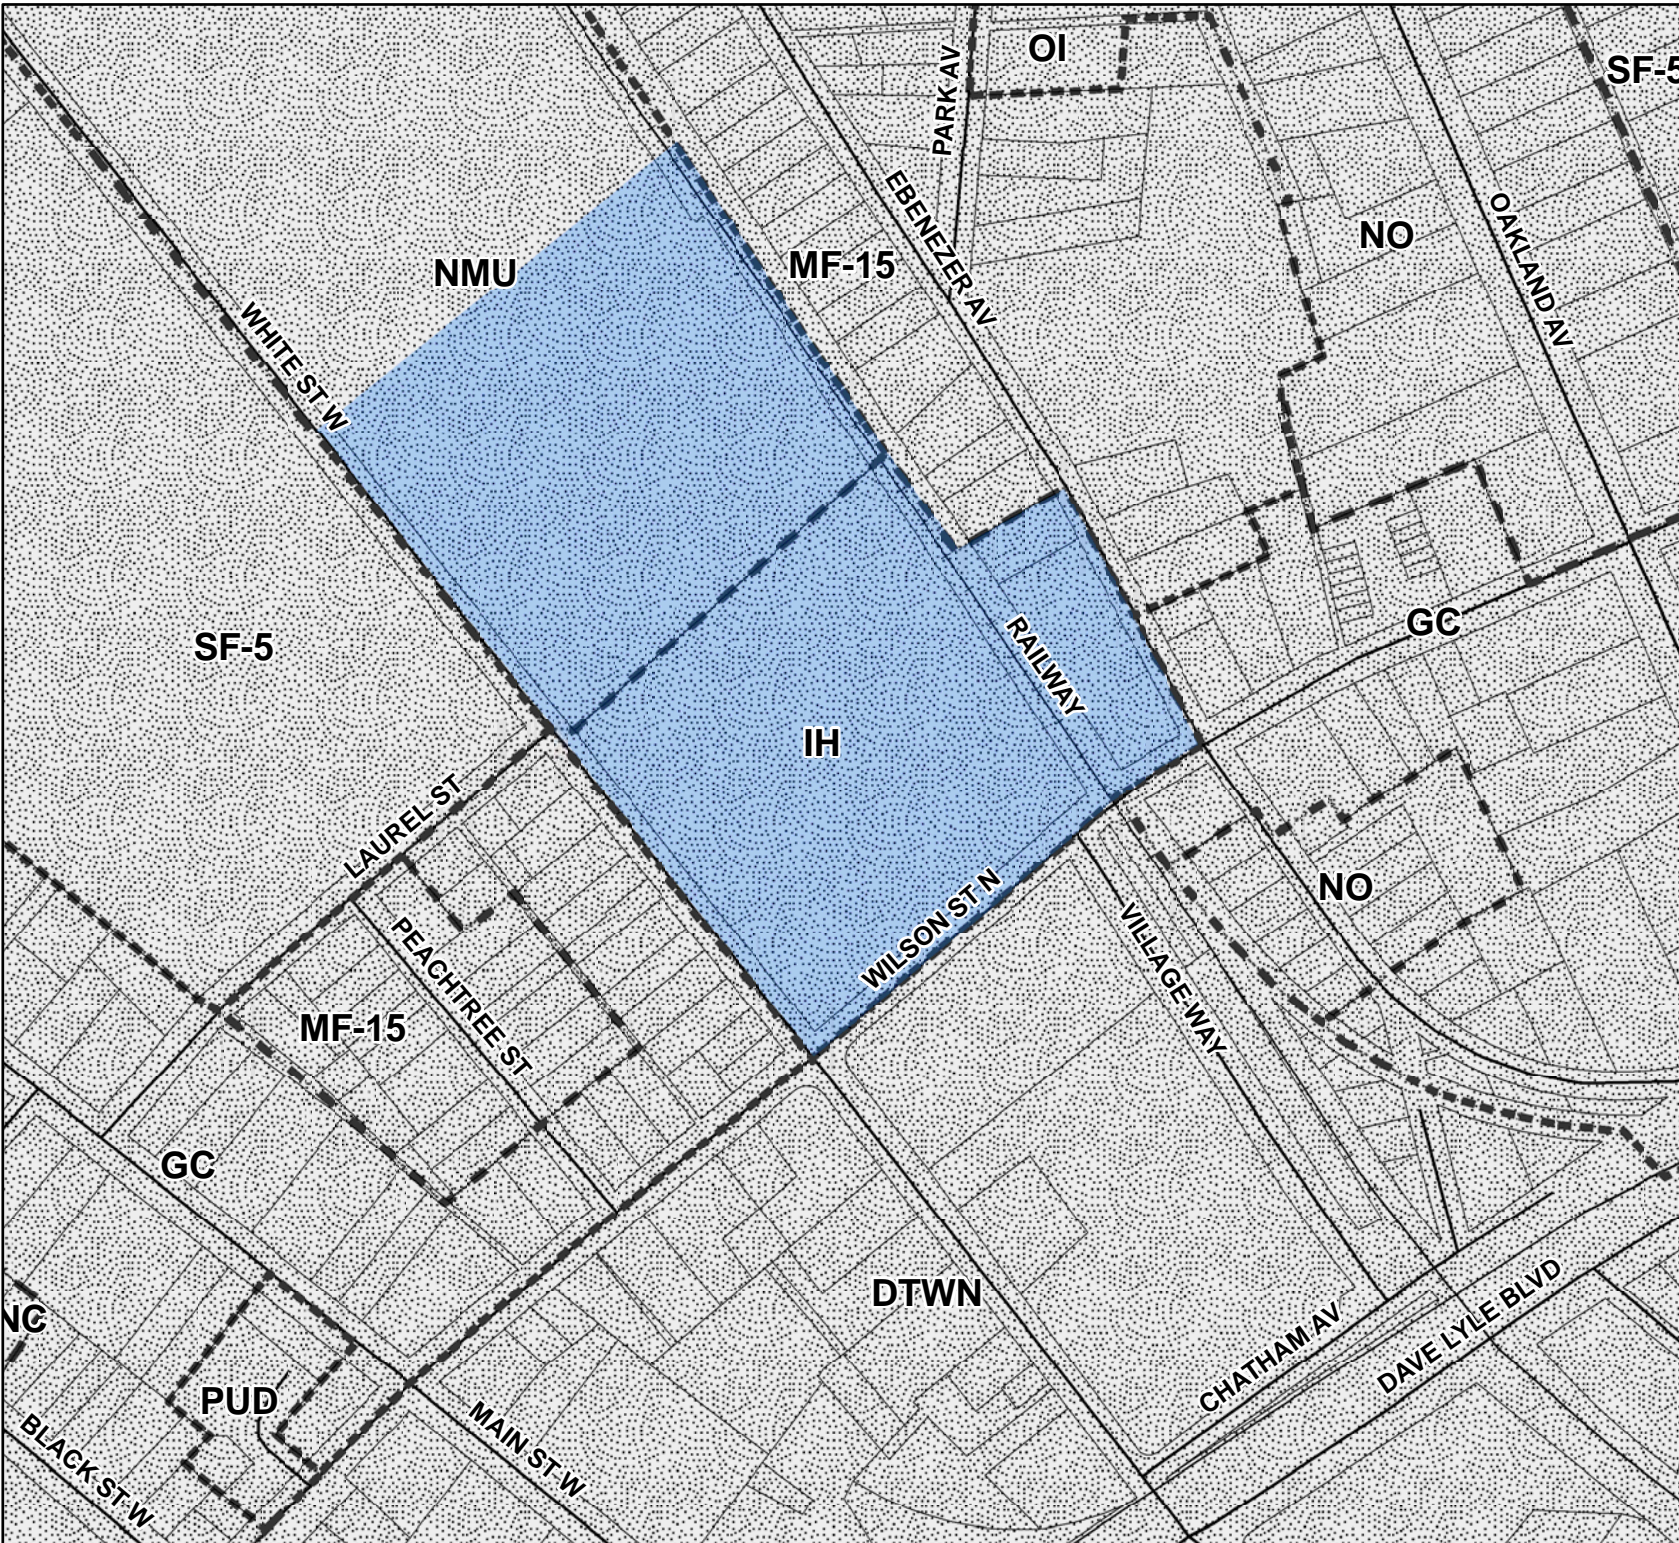 OI
SF-5
PARK AV
NO
EBENEZER AV
OAKLAND AV
MF-15
NMU
WHITE ST W
GC
SF-5
RAILWAY
IH
LAUREL ST
NO
WILSON ST N
VILLAGE WAY
PEACHTREE ST
MF-15
GC
DTWN
NC
CHATHAM AV
DAVE LYLE BLVD
PUD
MAIN ST W
BLACK ST W